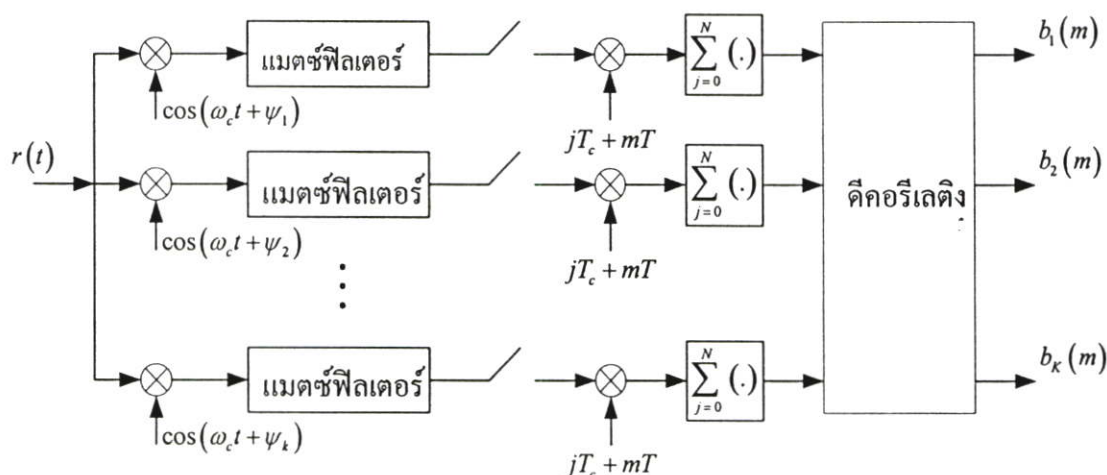 แมตซ์ฟิลเตอร์
\sum_{j=0}^{N} (.)
b_1(m)
cos(ω_c t + ψ_1)
jT_c + mT
r(t)
แมตซ์ฟิลเตอร์
\sum_{j=0}^{N} (.)
ดีคอรีเลติง
b_2(m)
cos(ω_c t + ψ_2)
jT_c + mT
แมตซ์ฟิลเตอร์
\sum_{j=0}^{N} (.)
b_K(m)
cos(ω_c t + ψ_k)
jT_c + mT